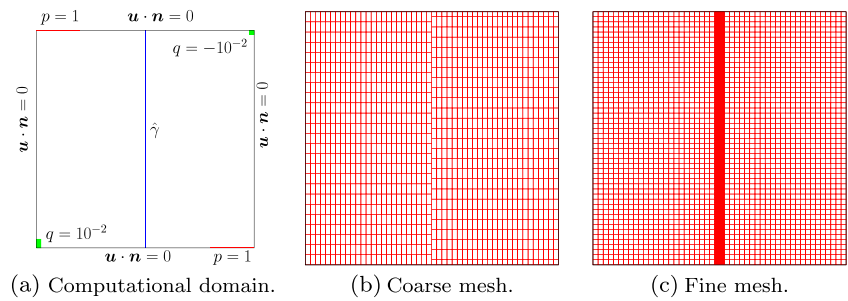 p = 1
u · n = 0
q = −10⁻²
u · n = 0
u · n = 0
γ̂
q = 10⁻²
u · n = 0
p = 1
(a) Computational domain.
(b) Coarse mesh.
(c) Fine mesh.